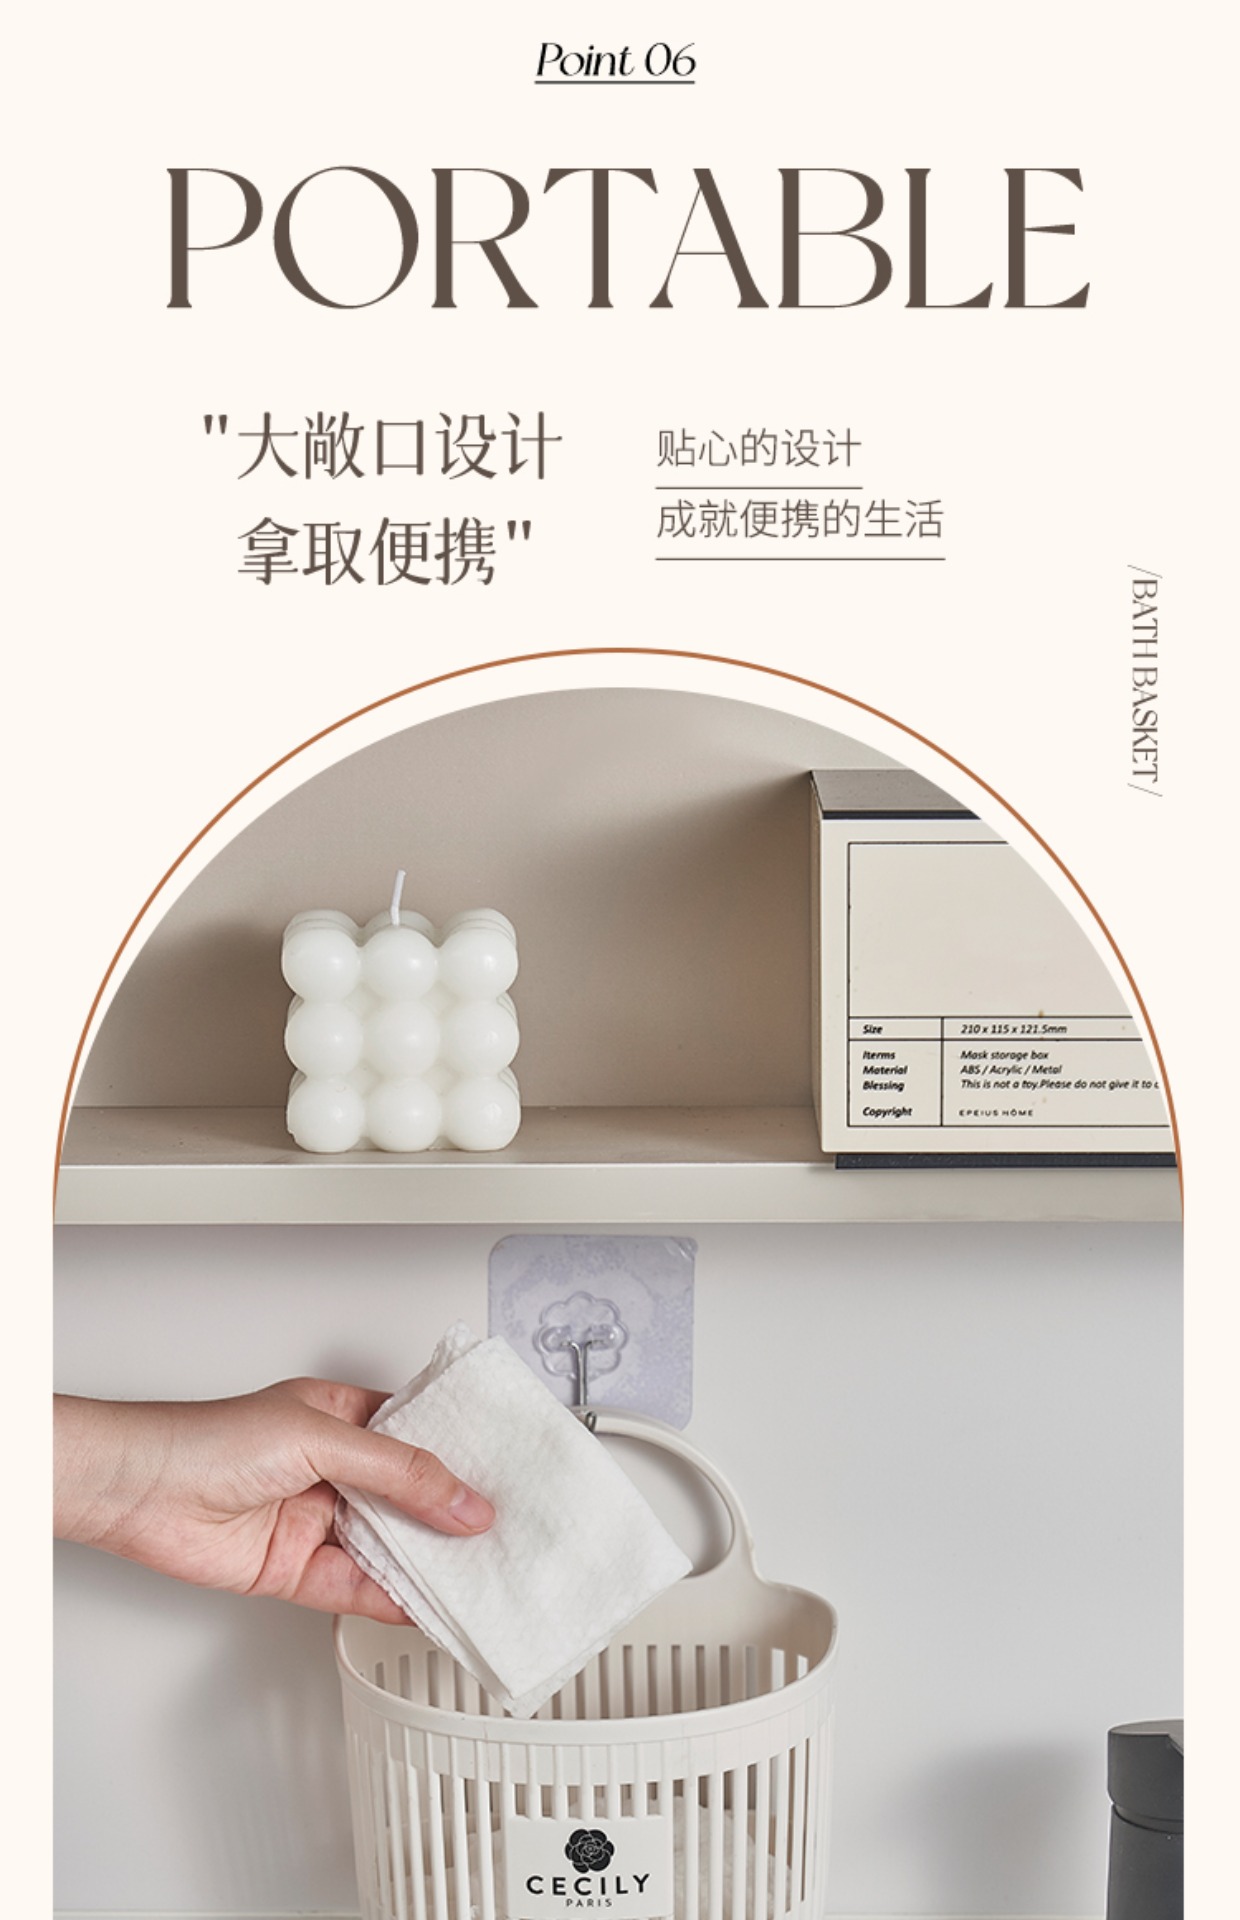 Point 06
PORTABLE
"大敞口设计
拿取便携"
贴心的设计
成就便携的生活
/BATH BASKET/
Size 210 x 115 x 121.5mm
Iterms Mask storage box
Material ABS / Acrylic / Metal
Blessing This is not a toy.Please do not give it to
Copyright EPEIUS HÔME
CECILY
PARIS